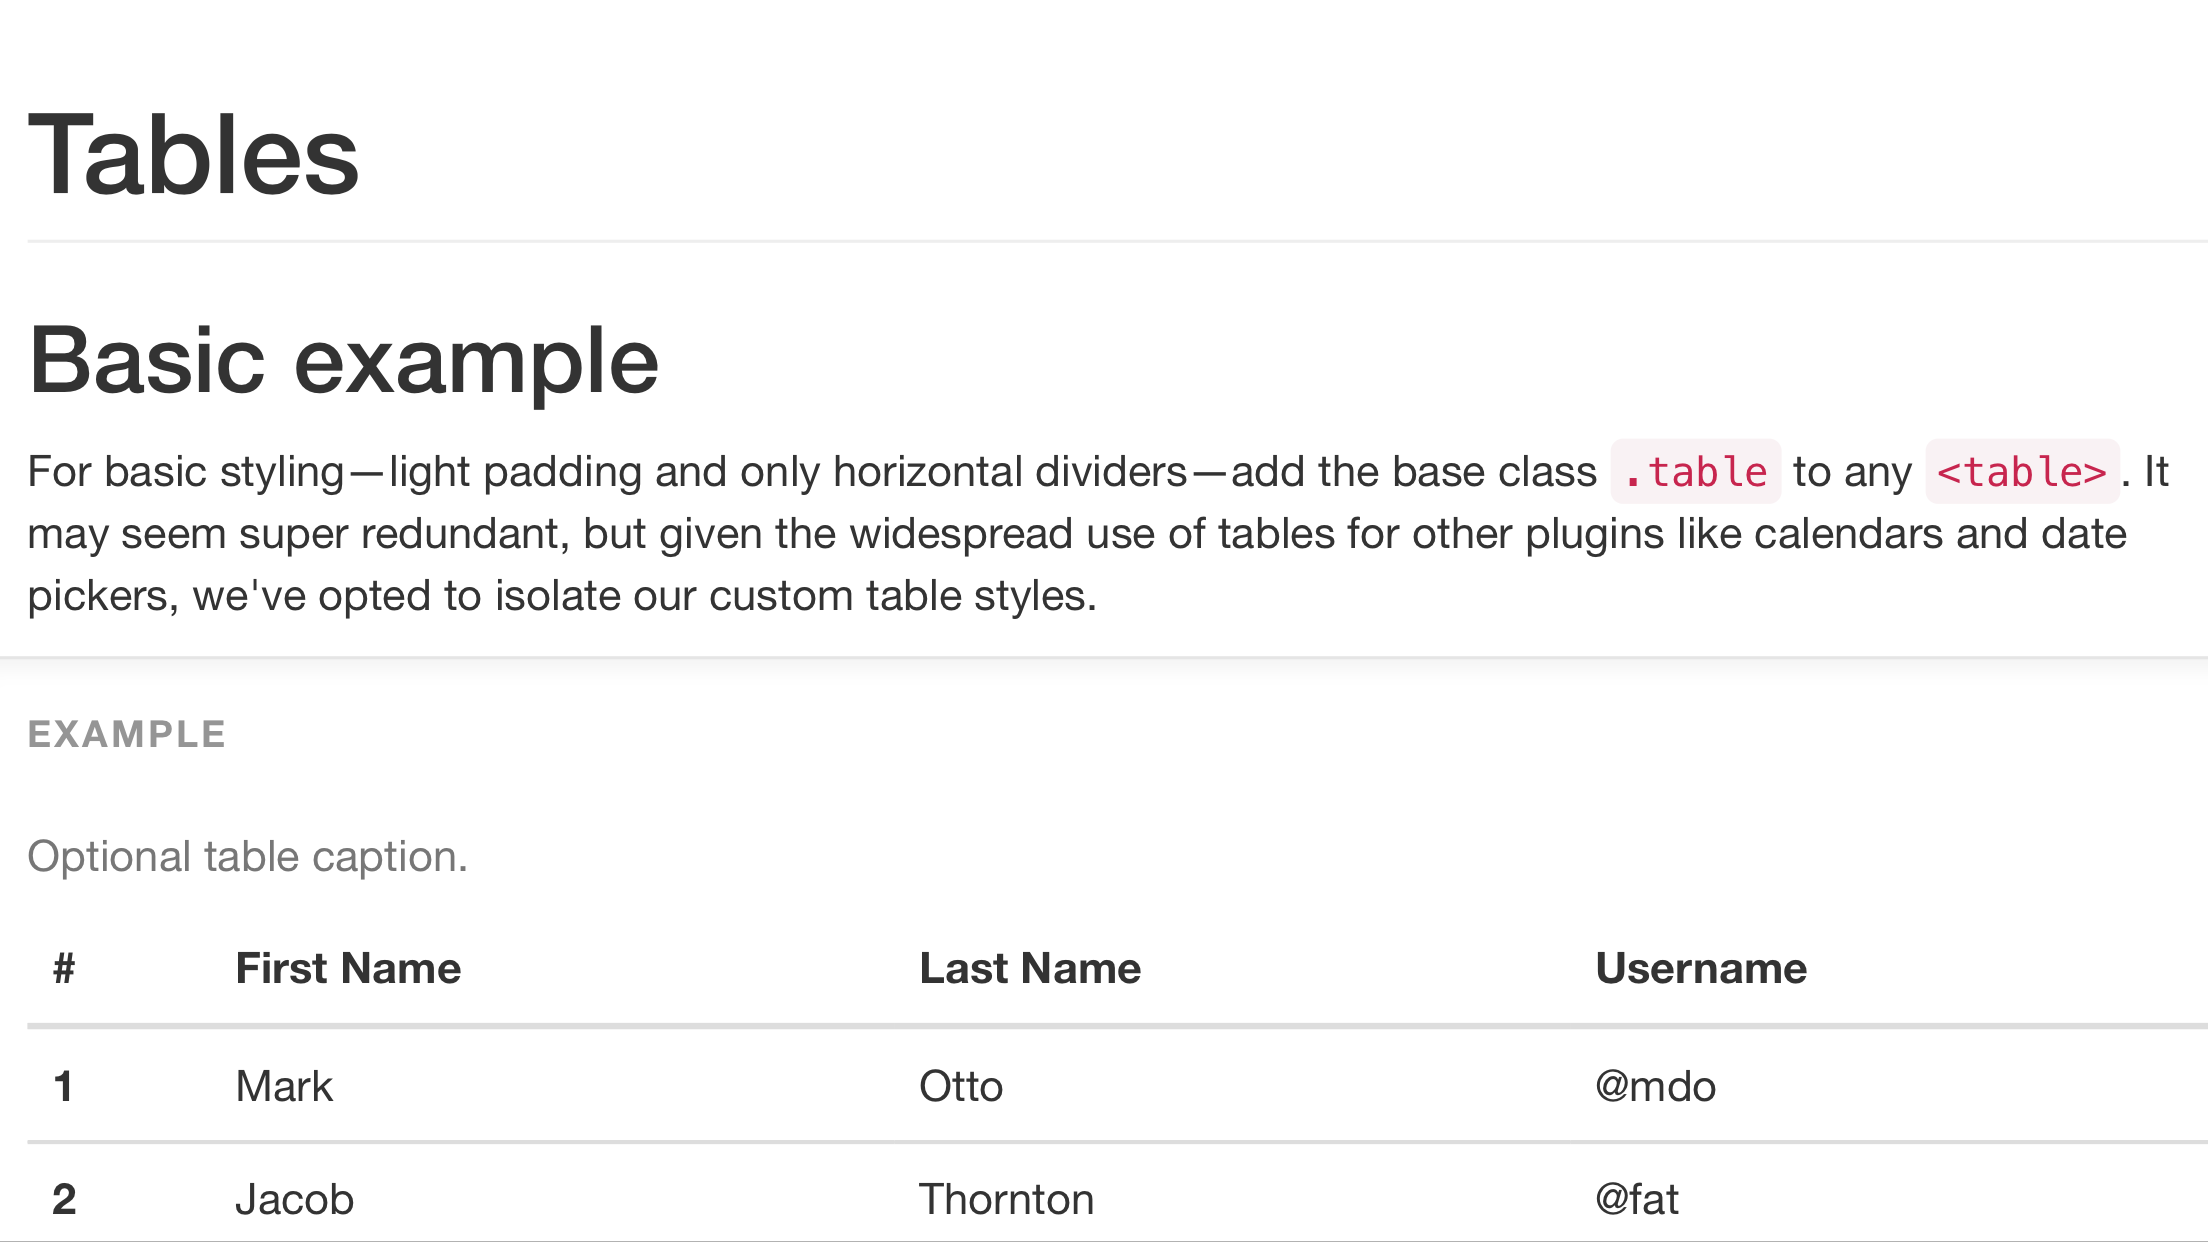 Tables
Basic example
For basic styling—light padding and only horizontal dividers—add the base class .table to any <table>. It
may seem super redundant, but given the widespread use of tables for other plugins like calendars and date
pickers, we've opted to isolate our custom table styles.
EXAMPLE
Optional table caption.
# First Name Last Name Username
1 Mark Otto @mdo
2 Jacob Thornton @fat